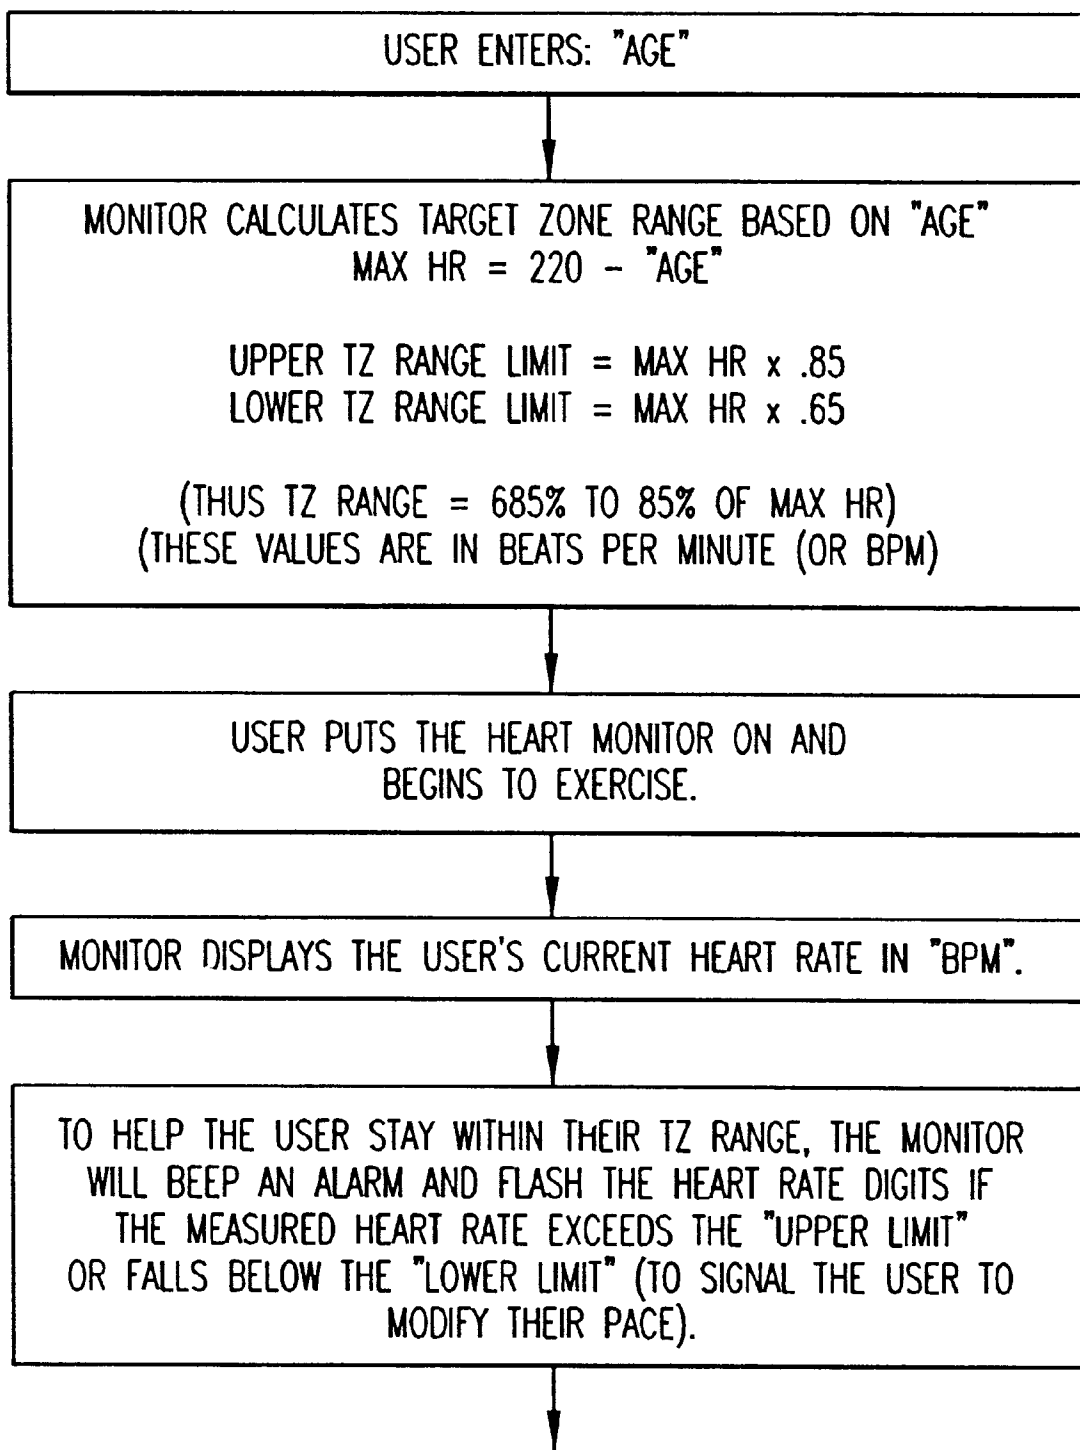 USER ENTERS: "AGE"
MONITOR CALCULATES TARGET ZONE RANGE BASED ON "AGE"
MAX HR = 220 - "AGE"
UPPER TZ RANGE LIMIT = MAX HR x .85
LOWER TZ RANGE LIMIT = MAX HR x .65
(THUS TZ RANGE = 685% TO 85% OF MAX HR)
(THESE VALUES ARE IN BEATS PER MINUTE (OR BPM)
USER PUTS THE HEART MONITOR ON AND
BEGINS TO EXERCISE.
MONITOR DISPLAYS THE USER'S CURRENT HEART RATE IN "BPM".
TO HELP THE USER STAY WITHIN THEIR TZ RANGE, THE MONITOR
WILL BEEP AN ALARM AND FLASH THE HEART RATE DIGITS IF
THE MEASURED HEART RATE EXCEEDS THE "UPPER LIMIT"
OR FALLS BELOW THE "LOWER LIMIT" (TO SIGNAL THE USER TO
MODIFY THEIR PACE).